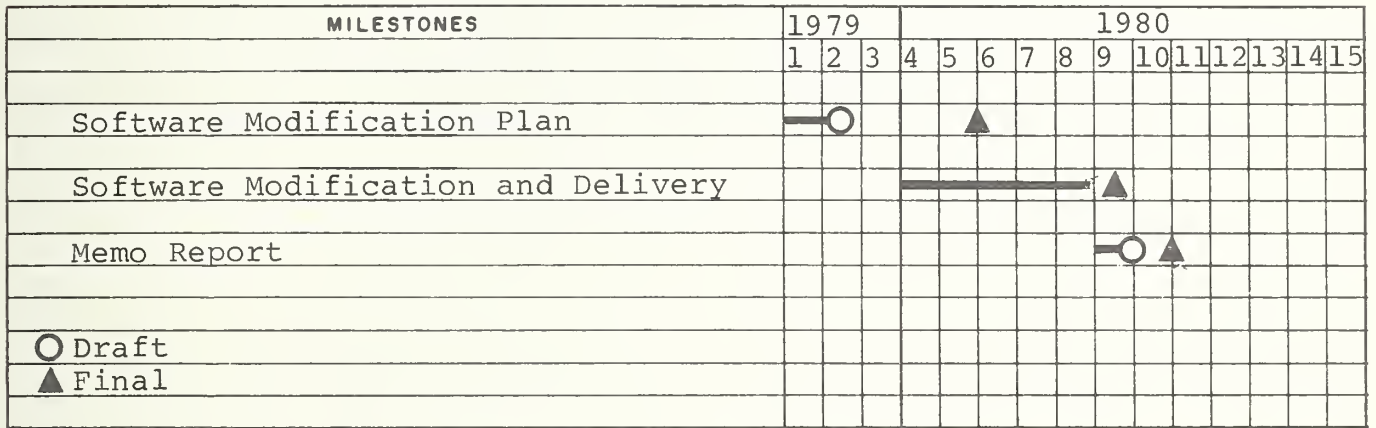 MILESTONES 1979 1980
1 2 3 4 5 6 7 8 9 10 11 12 13 14 15
Software Modification Plan
Software Modification and Delivery
Memo Report
Draft
Final